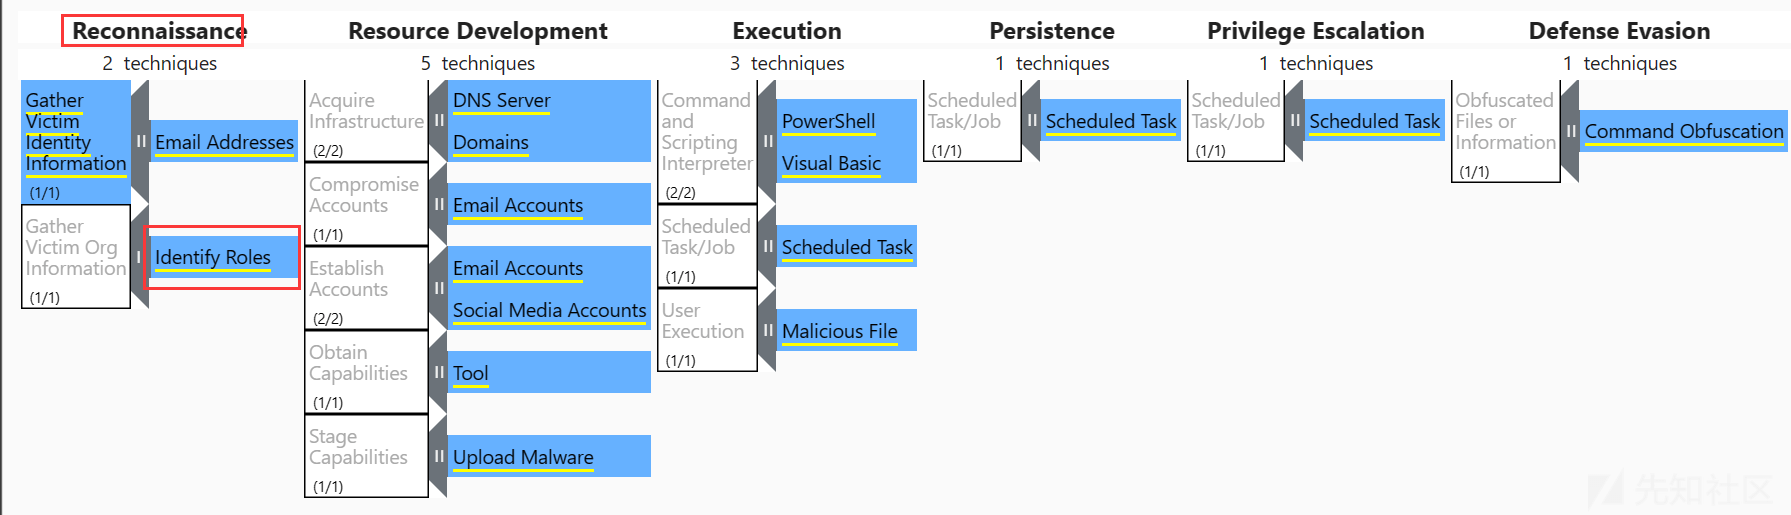 Reconnaissance
2 techniques
Gather
Victim
Identity
Information
(1/1)
Email Addresses
Gather
Victim Org
Information
(1/1)
Identify Roles
Resource Development
5 techniques
Acquire
Infrastructure
(2/2)
DNS Server
Domains
Compromise
Accounts
(1/1)
Email Accounts
Establish
Accounts
(2/2)
Email Accounts
Social Media Accounts
Obtain
Capabilities
(1/1)
Tool
Stage
Capabilities
(1/1)
Upload Malware
Execution
3 techniques
Command
and
Scripting
Interpreter
(2/2)
PowerShell
Visual Basic
Scheduled
Task/Job
(1/1)
Scheduled Task
User
Execution
(1/1)
Malicious File
Persistence
1 techniques
Scheduled
Task/Job
(1/1)
Scheduled Task
Privilege Escalation
1 techniques
Scheduled
Task/Job
(1/1)
Scheduled Task
Defense Evasion
1 techniques
Obfuscated
Files or
Information
(1/1)
Command Obfuscation
先知社区